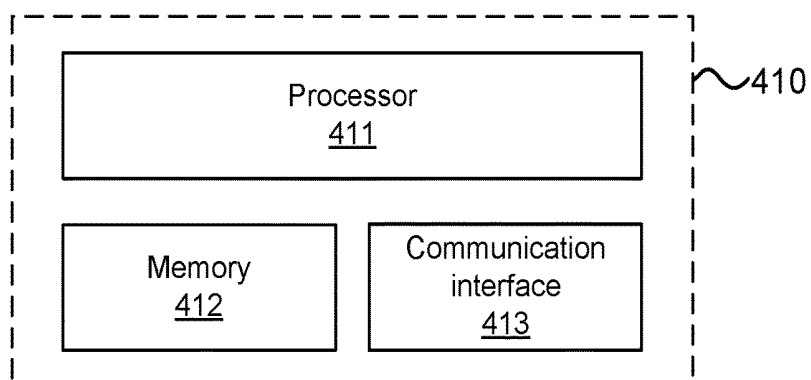 Processor
411
410
Memory
412
Communication
interface
413